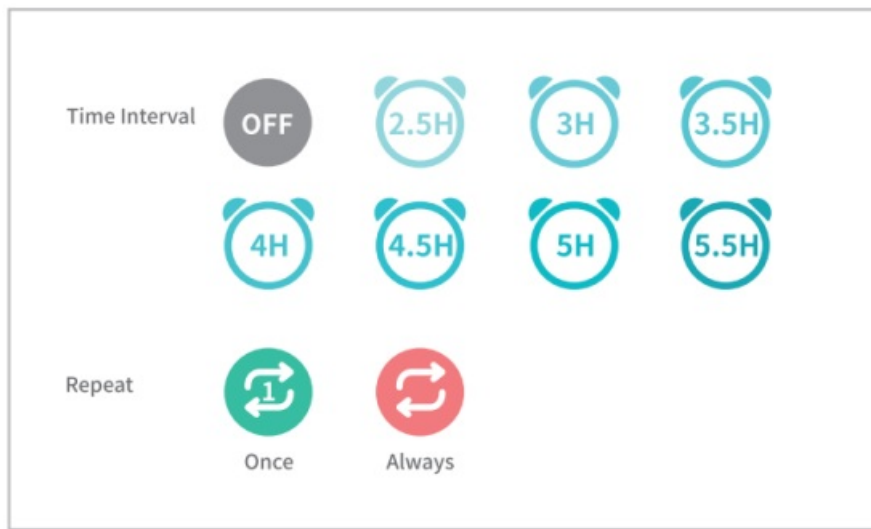 Time Interval OFF 2.5H 3H 3.5H
4H 4.5H 5H 5.5H
Repeat 1
Once Always